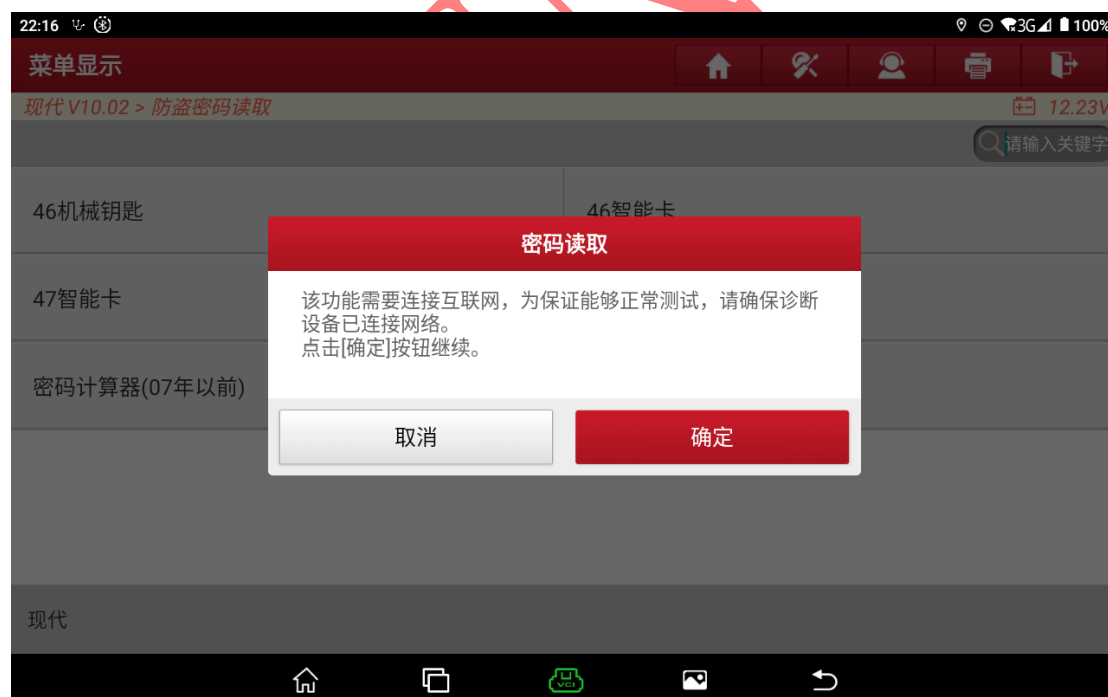 22:16
3G
100%
菜单显示
现代 V10.02 > 防盗密码读取
12.23V
请输入关键字
46机械钥匙
46智能卡
密码读取
47智能卡
该功能需要连接互联网，为保证能够正常测试，请确保诊断
设备已连接网络。
点击[确定]按钮继续。
密码计算器(07年以前)
取消
确定
现代
VCI